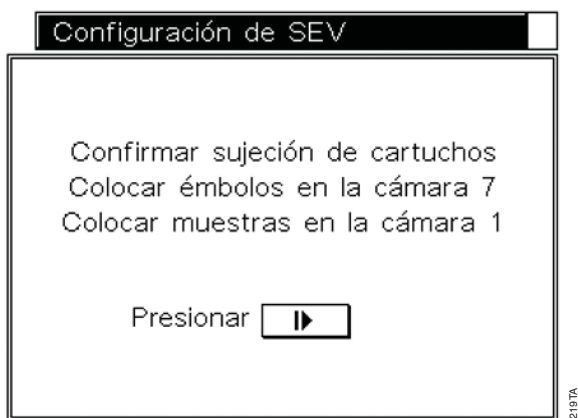 Configuración de SEV
Confirmar sujeción de cartuchos
Colocar émbolos en la cámara 7
Colocar muestras en la cámara 1
Presionar
219TA